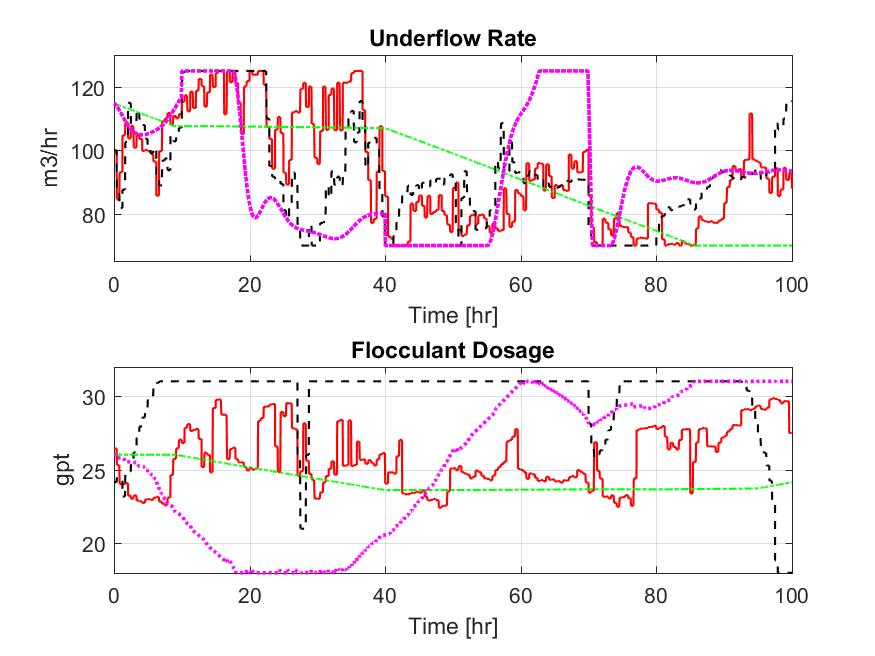 Underflow Rate
120
100
80
m3/hr
0 20 40 60 80 100
Time [hr]
Flocculant Dosage
30
25
20
gpt
0 20 40 60 80 100
Time [hr]